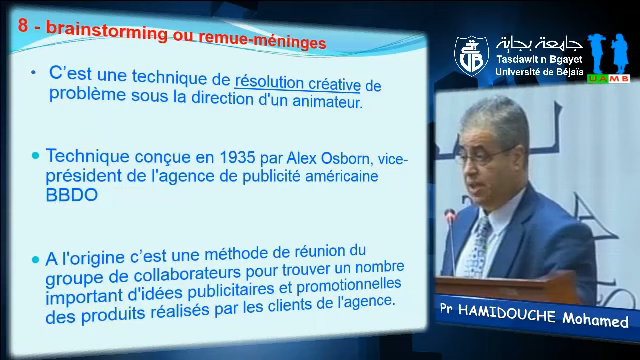 8 - brainstorming ou remue-méninges
• C'est une technique de résolution créative de
problème sous la direction d'un animateur.
• Technique conçue en 1935 par Alex Osborn, vice-
président de l'agence de publicité américaine
BBDO
• A l'origine c'est une méthode de réunion du
groupe de collaborateurs pour trouver un nombre
important d'idées publicitaires et promotionnelles
des produits réalisés par les clients de l'agence.
جامعة بجاية
Tasdawit n Bgayet
Université de Béjaïa
UAMB
Pr HAMIDOUCHE Mohamed